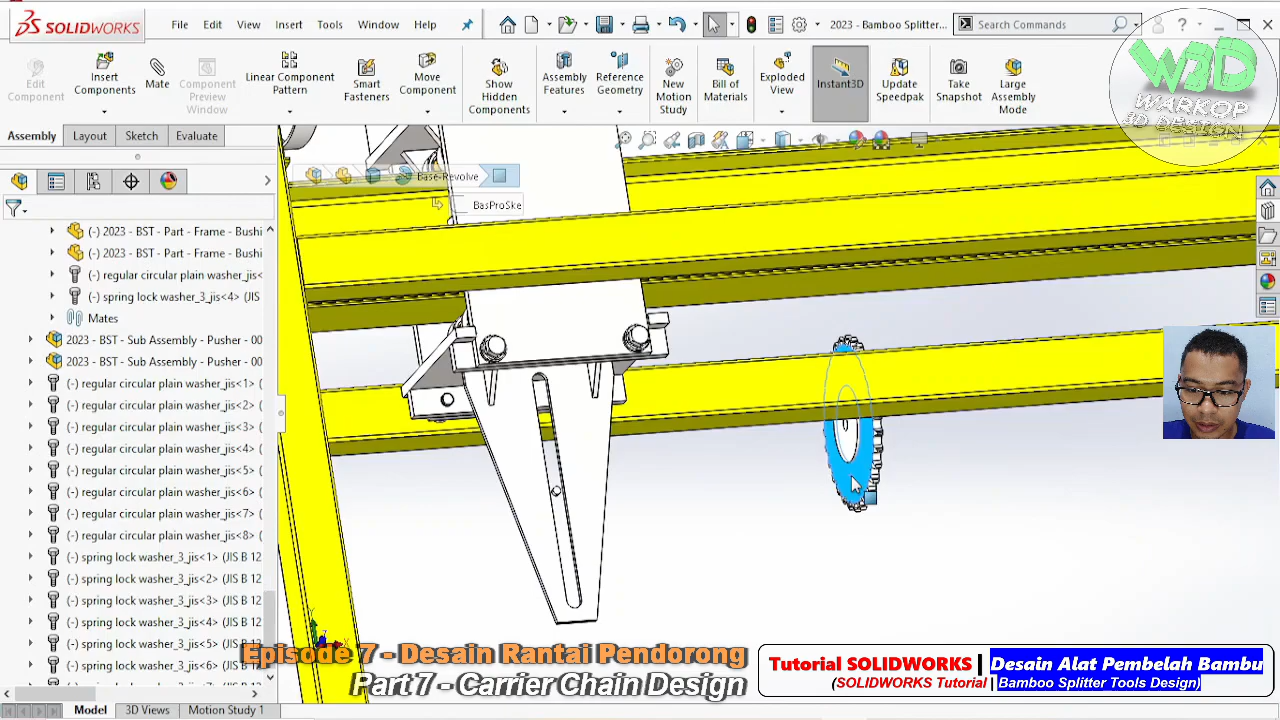 SOLIDWORKS
File Edit View Insert Tools Window Help
2023 - Bamboo Splitter...
Search Commands
Edit Component
Insert Components
Mate
Component Preview Window
Linear Component Pattern
Smart Fasteners
Move Component
Show Hidden Components
Assembly Features
Reference Geometry
New Motion Study
Bill of Materials
Exploded View
Instant3D
Update Speedpak
Take Snapshot
Large Assembly Mode
W3D
WARKOP
3D DESIGN
Assembly Layout Sketch Evaluate
Base-Revolve
BasProSke
(-) 2023 - BST - Part - Frame - Bushi
(-) 2023 - BST - Part - Frame - Bushi
(-) regular circular plain washer_jis<
(-) spring lock washer_3_jis<4> (JIS
Mates
2023 - BST - Sub Assembly - Pusher - 00
2023 - BST - Sub Assembly - Pusher - 00
(-) regular circular plain washer_jis<1> (
(-) regular circular plain washer_jis<2> (
(-) regular circular plain washer_jis<3> (
(-) regular circular plain washer_jis<4> (
(-) regular circular plain washer_jis<5> (
(-) regular circular plain washer_jis<6> (
(-) regular circular plain washer_jis<7> (
(-) regular circular plain washer_jis<8> (
(-) spring lock washer_3_jis<1> (JIS B 12
(-) spring lock washer_3_jis<2> (JIS B 12
(-) spring lock washer_3_jis<3> (JIS B 12
(-) spring lock washer_3_jis<4> (JIS B 12
(-) spring lock washer_3_jis<5> (JIS B 12
(-) spring lock washer_3_jis<6> (JIS B 12
Episode 7 - Desain Rantai Pendorong
Part 7 - Carrier Chain Design
Tutorial SOLIDWORKS | Desain Alat Pembelah Bambu
(SOLIDWORKS Tutorial | Bamboo Splitter Tools Design)
Model 3D Views Motion Study 1